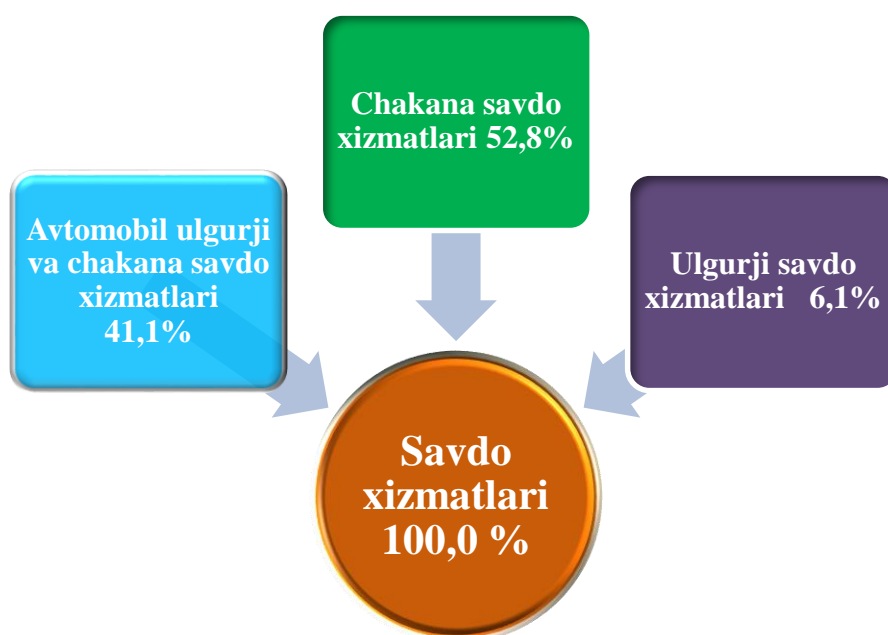 Chakana savdo
xizmatlari 52,8%
Avtomobil ulgurji
va chakana savdo
xizmatlari
41,1%
Ulgurji savdo
xizmatlari 6,1%
Savdo
xizmatlari
100,0 %